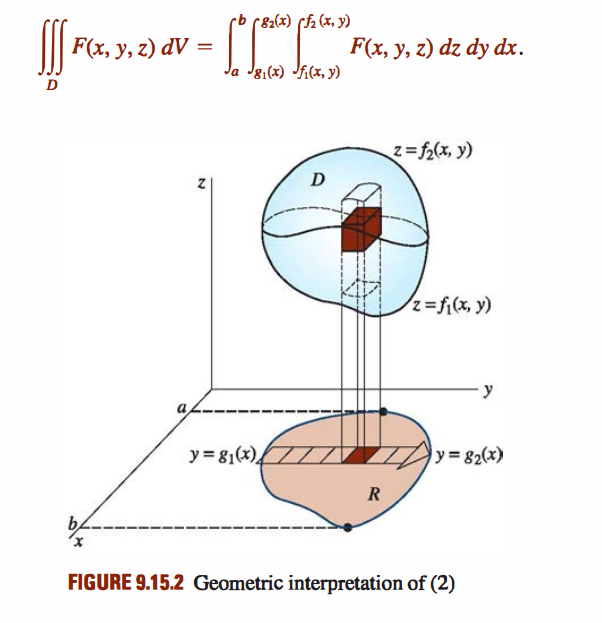 ∭_D F(x, y, z) dV = ∫_a^b ∫_{g₁(x)}^{g₂(x)} ∫_{f₁(x, y)}^{f₂(x, y)} F(x, y, z) dz dy dx.
z = f₂(x, y)
z
D
z = f₁(x, y)
y
a
y = g₁(x)
y = g₂(x)
R
b
x
FIGURE 9.15.2 Geometric interpretation of (2)